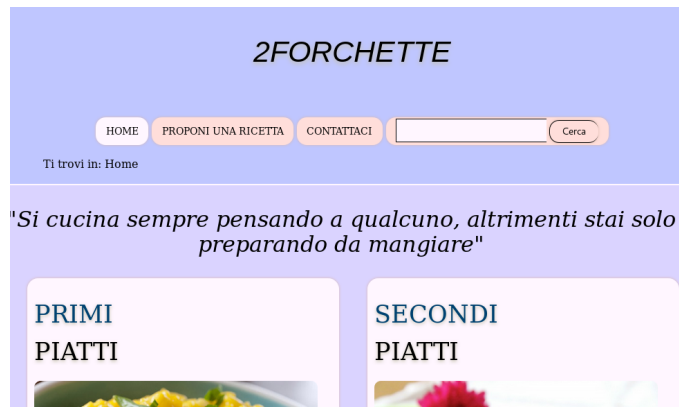 2FORCHETTE
HOME PROPONI UNA RICETTA CONTATTACI Cerca
Ti trovi in: Home
"Si cucina sempre pensando a qualcuno, altrimenti stai solo
preparando da mangiare"
PRIMI
PIATTI
SECONDI
PIATTI